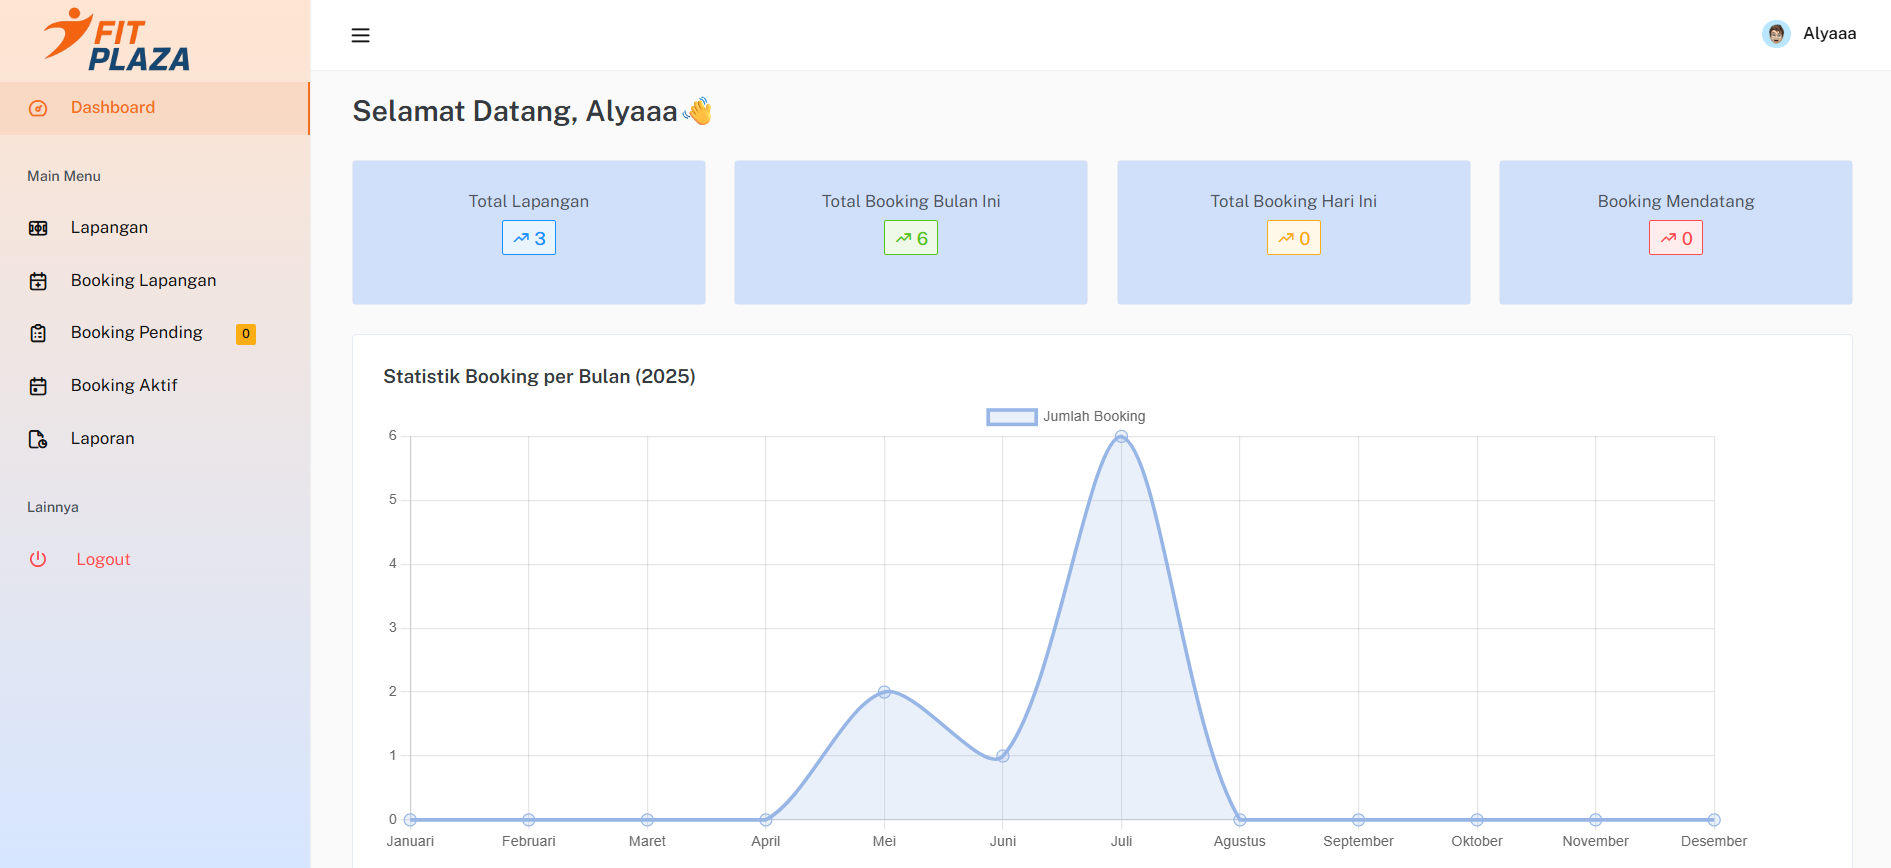 FIT
PLAZA
Dashboard
Main Menu
Lapangan
Booking Lapangan
Booking Pending 0
Booking Aktif
Laporan
Lainnya
Logout
Alyaaa
Selamat Datang, Alyaaa👋
Total Lapangan
3
Total Booking Bulan Ini
6
Total Booking Hari Ini
0
Booking Mendatang
0
Statistik Booking per Bulan (2025)
Jumlah Booking
6
5
4
3
2
1
0
Januari Februari Maret April Mei Juni Juli Agustus September Oktober November Desember